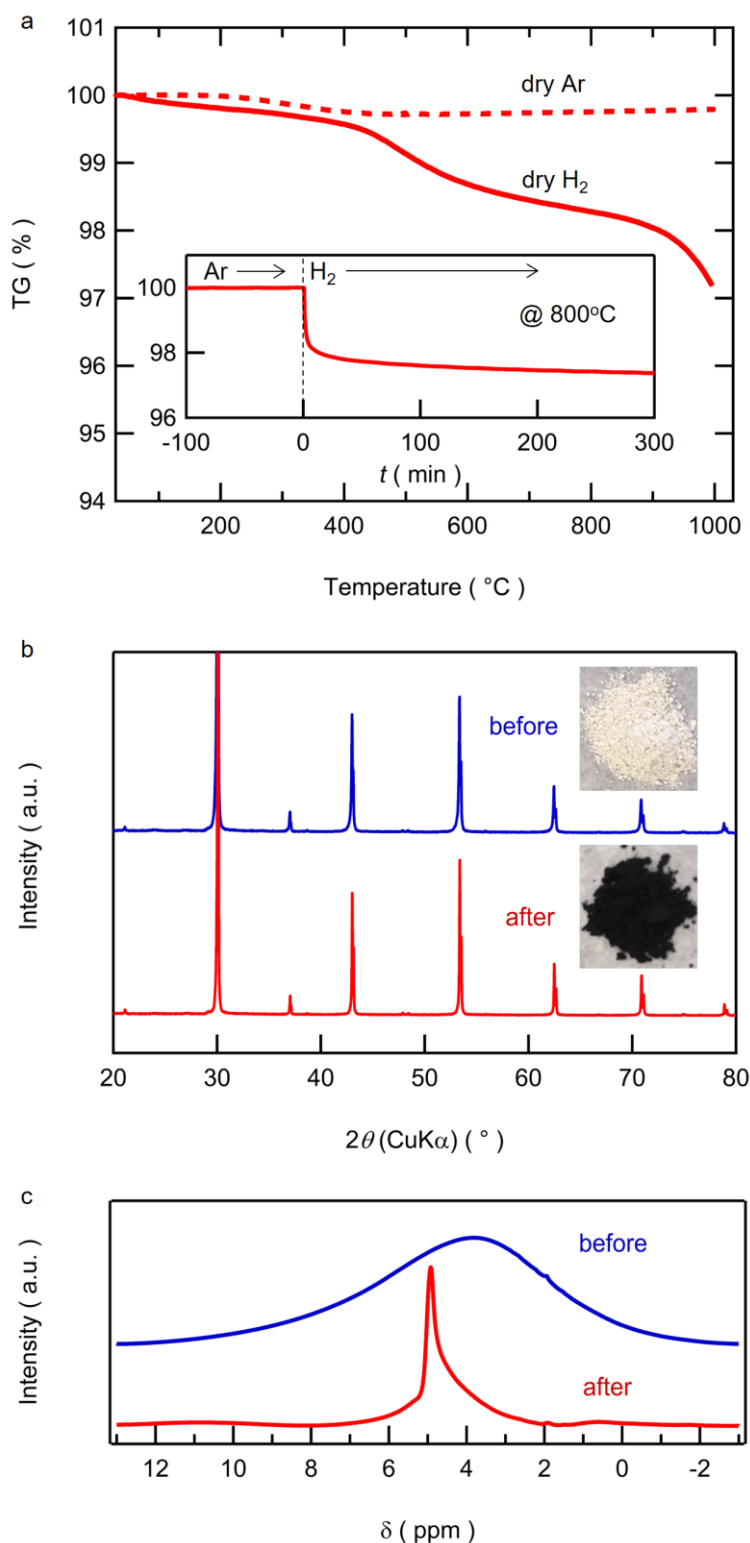 a
101
100
99
98
97
96
95
94
TG ( % )
dry Ar
dry H₂
Ar → H₂ →
@ 800°C
100
98
96
-100 0 100 200 300
t ( min )
200 400 600 800 1000
Temperature ( °C )
b
Intensity ( a.u. )
before
after
20 30 40 50 60 70 80
2θ (CuKα) ( ° )
c
Intensity ( a.u. )
before
after
12 10 8 6 4 2 0 -2
δ ( ppm )